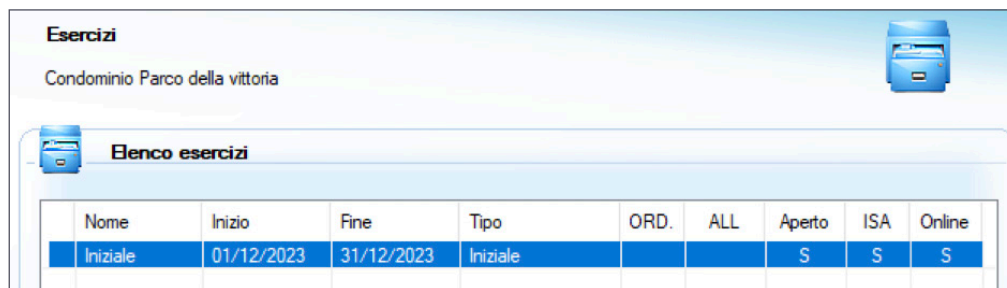 Esercizi
Condominio Parco della vittoria
Elenco esercizi
Nome Inizio Fine Tipo ORD. ALL Aperto ISA Online
Iniziale 01/12/2023 31/12/2023 Iniziale S S S